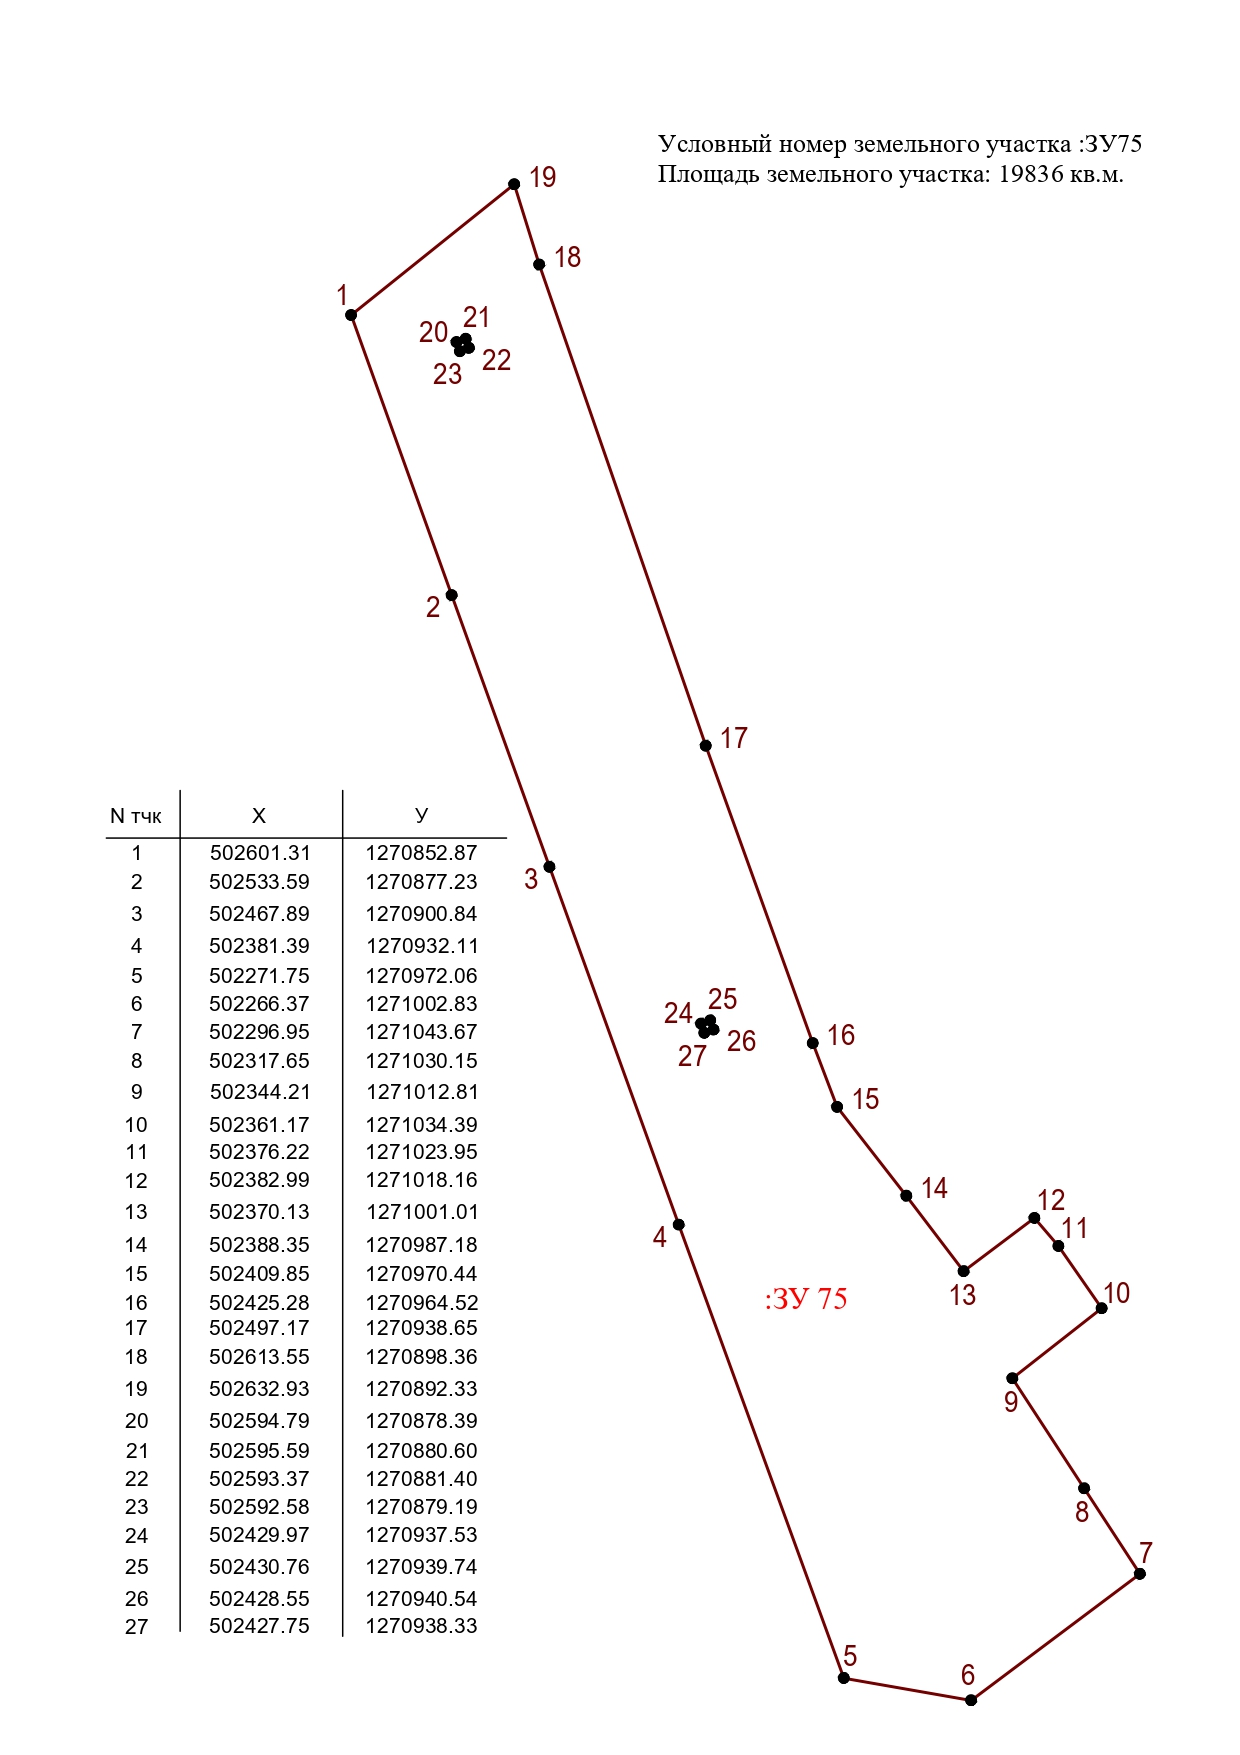 Условный номер земельного участка :ЗУ75
Площадь земельного участка: 19836 кв.м.
19
18
1
21
20
22
23
2
17
N тчк X У
1 502601.31 1270852.87
2 502533.59 1270877.23
3 502467.89 1270900.84
4 502381.39 1270932.11
5 502271.75 1270972.06
6 502266.37 1271002.83
7 502296.95 1271043.67
8 502317.65 1271030.15
9 502344.21 1271012.81
10 502361.17 1271034.39
11 502376.22 1271023.95
12 502382.99 1271018.16
13 502370.13 1271001.01
14 502388.35 1270987.18
15 502409.85 1270970.44
16 502425.28 1270964.52
17 502497.17 1270938.65
18 502613.55 1270898.36
19 502632.93 1270892.33
20 502594.79 1270878.39
21 502595.59 1270880.60
22 502593.37 1270881.40
23 502592.58 1270879.19
24 502429.97 1270937.53
25 502430.76 1270939.74
26 502428.55 1270940.54
27 502427.75 1270938.33
3
25
24
26
27
16
15
14
12
11
4
13
10
:ЗУ 75
9
8
7
5
6